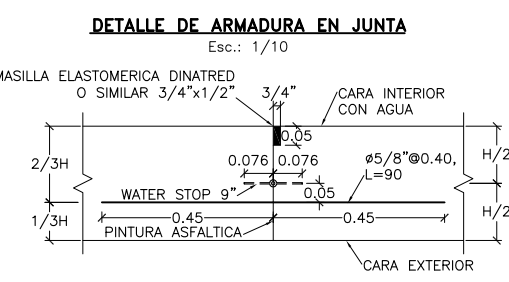 DETALLE DE ARMADURA EN JUNTA
Esc.: 1/10
MASILLA ELASTOMERICA DINATRED
O SIMILAR 3/4"x1/2"
3/4"
CARA INTERIOR
CON AGUA
0.05
2/3H
H/2
0.076
0.076
ø5/8"@0.40,
L=90
WATER STOP 9"
0.05
1/3H
0.45
0.45
H/2
PINTURA ASFALTICA
CARA EXTERIOR